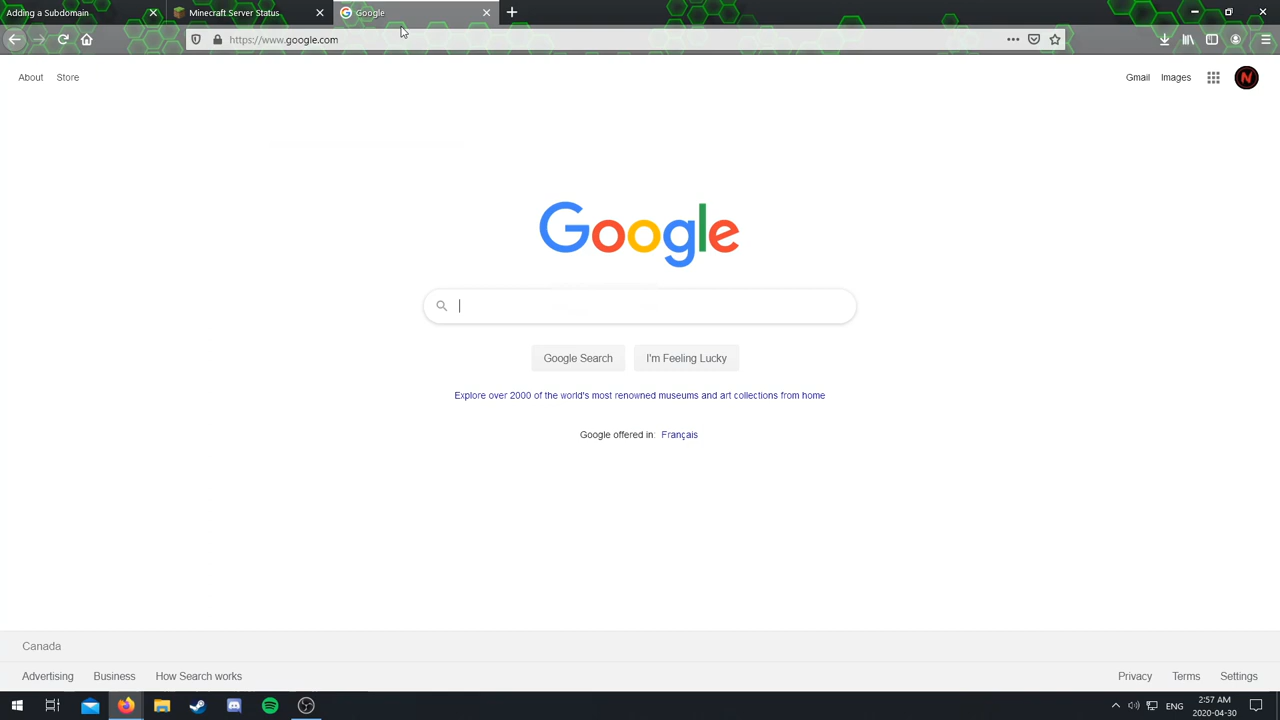 Adding a Subdomain
Minecraft Server Status
Google
https://www.google.com
About Store
Gmail Images
N
Google
Google Search I'm Feeling Lucky
Explore over 2000 of the world's most renowned museums and art collections from home
Google offered in: Français
Canada
Advertising Business How Search works
Privacy Terms Settings
ENG
2:57 AM
2020-04-30